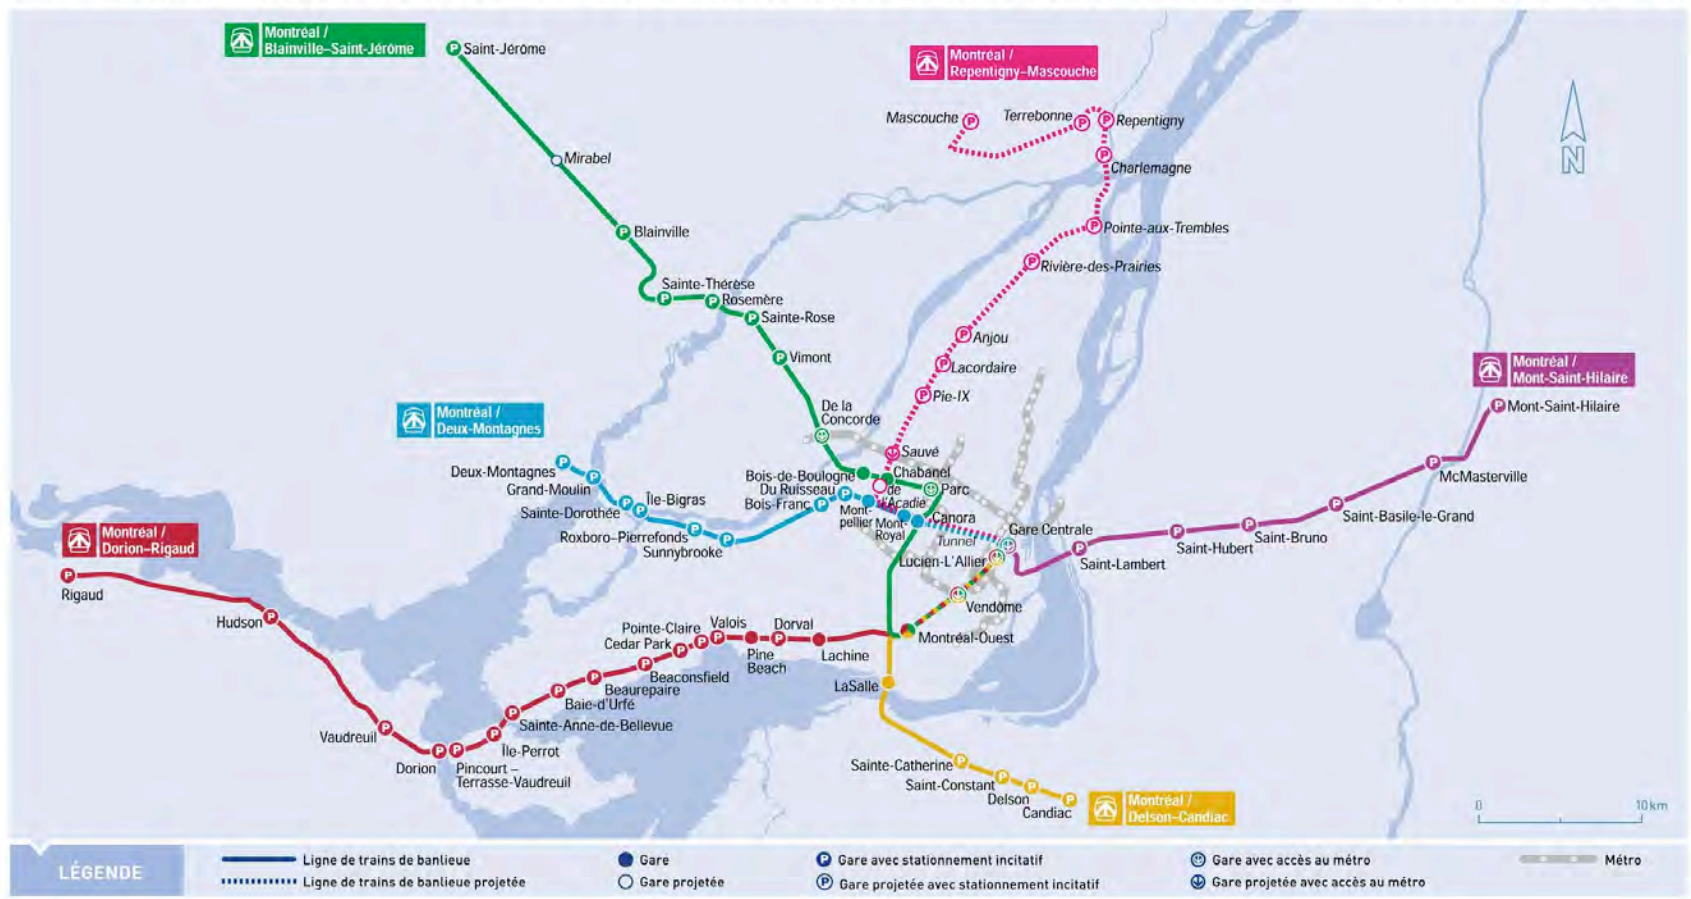 Montréal /
Blainville–Saint-Jérôme
Saint-Jérôme
Montréal /
Repentigny–Mascouche
Mascouche
Terrebonne
Repentigny
Charlemagne
N
Mirabel
Blainville
Pointe-aux-Trembles
Rivière-des-Prairies
Sainte-Thérèse
Rosemère
Sainte-Rose
Vimont
Anjou
Lacordaire
Pie-IX
Montréal /
Mont-Saint-Hilaire
Mont-Saint-Hilaire
Montréal /
Deux-Montagnes
De la
Concorde
Sauvé
Deux-Montagnes
Grand-Moulin
Sainte-Dorothée
Île-Bigras
Roxboro–Pierrefonds
Sunnybrooke
Bois-de-Boulogne
Du Ruisseau
Bois-Franc
Chabanel
de
l'Acadie
Parc
Mont-
pellier
Mont-
Royal
Canora
Tunnel
Gare Centrale
Lucien-L'Allier
McMasterville
Saint-Basile-le-Grand
Saint-Bruno
Saint-Hubert
Saint-Lambert
Montréal /
Dorion–Rigaud
Rigaud
Hudson
Vendôme
Montréal-Ouest
Pointe-Claire
Cedar Park
Valois
Dorval
Pine
Beach
Lachine
Beaconsfield
Beaurepaire
Baie-d'Urfé
Sainte-Anne-de-Bellevue
Île-Perrot
Vaudreuil
Dorion
Pincourt –
Terrasse-Vaudreuil
LaSalle
Sainte-Catherine
Saint-Constant
Delson
Candiac
Montréal /
Delson–Candiac
0 10 km
LÉGENDE
Ligne de trains de banlieue
Ligne de trains de banlieue projetée
Gare
Gare projetée
P Gare avec stationnement incitatif
P Gare projetée avec stationnement incitatif
Gare avec accès au métro
Gare projetée avec accès au métro
Métro